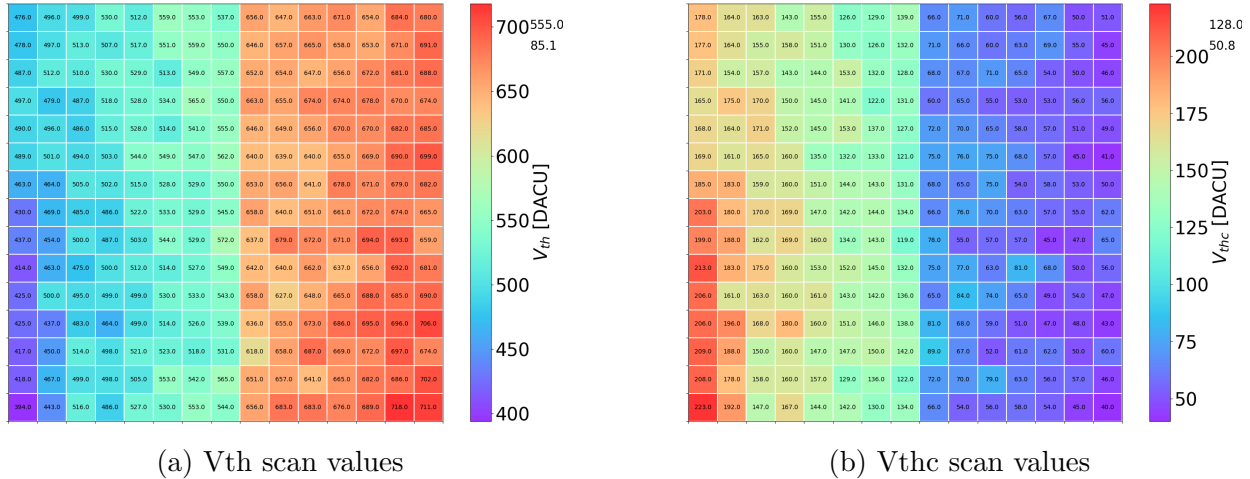 476.0 496.0 499.0 530.0 512.0 559.0 553.0 537.0 656.0 647.0 663.0 671.0 654.0 684.0 680.0
478.0 497.0 513.0 507.0 517.0 551.0 559.0 550.0 646.0 657.0 665.0 658.0 653.0 671.0 691.0
487.0 512.0 510.0 530.0 529.0 513.0 549.0 557.0 652.0 654.0 647.0 656.0 672.0 681.0 688.0
497.0 479.0 487.0 518.0 528.0 534.0 565.0 550.0 663.0 655.0 674.0 674.0 678.0 670.0 674.0
490.0 496.0 486.0 515.0 528.0 514.0 541.0 555.0 646.0 649.0 656.0 670.0 670.0 682.0 685.0
489.0 501.0 494.0 503.0 544.0 549.0 547.0 562.0 640.0 639.0 640.0 655.0 669.0 690.0 699.0
463.0 464.0 505.0 502.0 515.0 528.0 529.0 550.0 653.0 656.0 641.0 678.0 671.0 679.0 682.0
430.0 469.0 485.0 486.0 522.0 533.0 529.0 545.0 658.0 640.0 651.0 661.0 672.0 674.0 665.0
437.0 454.0 500.0 487.0 503.0 544.0 529.0 572.0 637.0 679.0 672.0 671.0 694.0 693.0 659.0
414.0 463.0 475.0 500.0 512.0 514.0 527.0 549.0 642.0 640.0 662.0 637.0 656.0 692.0 681.0
425.0 500.0 495.0 499.0 499.0 530.0 533.0 543.0 658.0 627.0 648.0 665.0 688.0 685.0 690.0
425.0 437.0 483.0 464.0 499.0 514.0 526.0 539.0 636.0 655.0 673.0 686.0 695.0 696.0 706.0
417.0 450.0 514.0 498.0 521.0 523.0 518.0 531.0 618.0 658.0 687.0 669.0 672.0 697.0 674.0
418.0 467.0 499.0 498.0 505.0 553.0 542.0 565.0 651.0 657.0 641.0 665.0 682.0 686.0 702.0
394.0 443.0 516.0 486.0 527.0 530.0 553.0 544.0 656.0 683.0 683.0 676.0 689.0 718.0 711.0
700
650
600
550
500
450
400
Vth [DACU]
555.0
85.1
(a) Vth scan values
178.0 164.0 163.0 143.0 155.0 126.0 129.0 139.0 66.0 71.0 60.0 56.0 67.0 50.0 51.0
177.0 164.0 155.0 158.0 151.0 130.0 126.0 132.0 71.0 66.0 60.0 63.0 69.0 55.0 45.0
171.0 154.0 157.0 143.0 144.0 153.0 132.0 128.0 68.0 67.0 71.0 65.0 54.0 50.0 46.0
165.0 175.0 170.0 150.0 145.0 141.0 122.0 131.0 60.0 65.0 55.0 53.0 53.0 56.0 56.0
168.0 164.0 171.0 152.0 145.0 153.0 137.0 127.0 72.0 70.0 65.0 58.0 57.0 51.0 49.0
169.0 161.0 165.0 160.0 135.0 132.0 133.0 121.0 75.0 76.0 75.0 68.0 57.0 45.0 41.0
185.0 183.0 159.0 160.0 151.0 144.0 143.0 131.0 68.0 65.0 75.0 54.0 58.0 53.0 50.0
203.0 180.0 170.0 169.0 147.0 142.0 144.0 134.0 66.0 76.0 70.0 63.0 57.0 55.0 62.0
199.0 188.0 162.0 169.0 160.0 134.0 143.0 119.0 78.0 55.0 57.0 57.0 45.0 47.0 65.0
213.0 183.0 175.0 160.0 153.0 152.0 145.0 132.0 75.0 77.0 63.0 81.0 68.0 50.0 56.0
206.0 161.0 163.0 160.0 161.0 143.0 142.0 136.0 65.0 84.0 74.0 65.0 49.0 54.0 47.0
206.0 196.0 168.0 180.0 160.0 151.0 146.0 138.0 81.0 68.0 59.0 51.0 47.0 48.0 43.0
209.0 188.0 150.0 160.0 147.0 147.0 150.0 142.0 89.0 67.0 52.0 61.0 62.0 50.0 60.0
208.0 178.0 158.0 160.0 157.0 129.0 136.0 122.0 72.0 70.0 79.0 63.0 56.0 57.0 46.0
223.0 192.0 147.0 167.0 144.0 142.0 130.0 134.0 66.0 54.0 56.0 58.0 54.0 45.0 40.0
200
175
150
125
100
75
50
Vthc [DACU]
128.0
50.8
(b) Vthc scan values